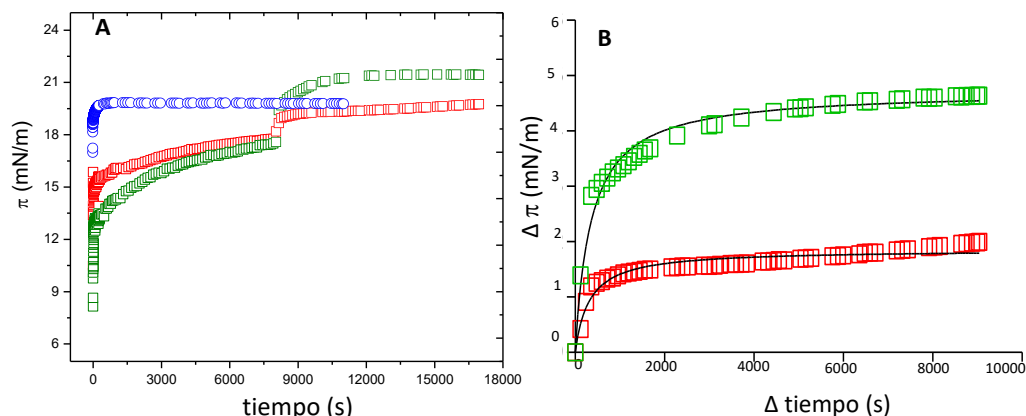 A
π (mN/m)
24
21
18
15
12
9
6
0 3000 6000 9000 12000 15000 18000
tiempo (s)
B
Δ π (mN/m)
6
5
4
3
2
1
0
0 2000 4000 6000 8000 10000
Δ tiempo (s)